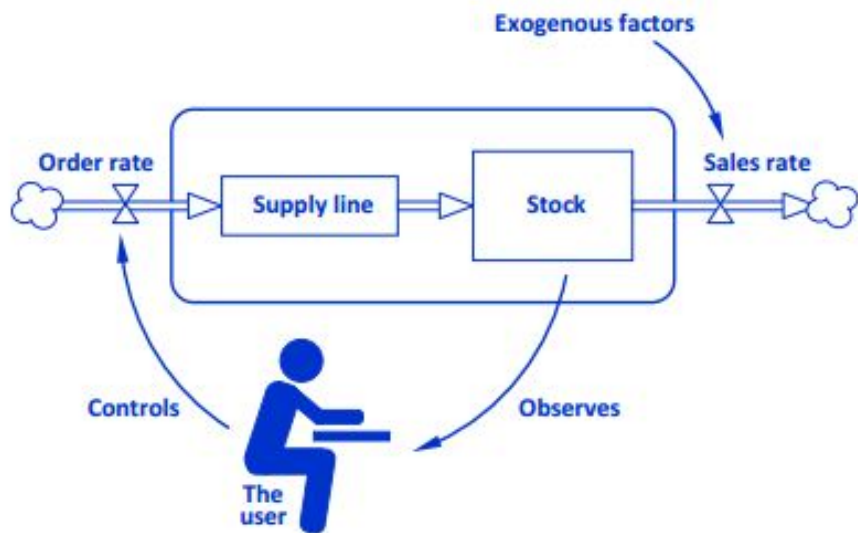 Exogenous factors
Order rate
Sales rate
Supply line
Stock
Controls
Observes
The
user